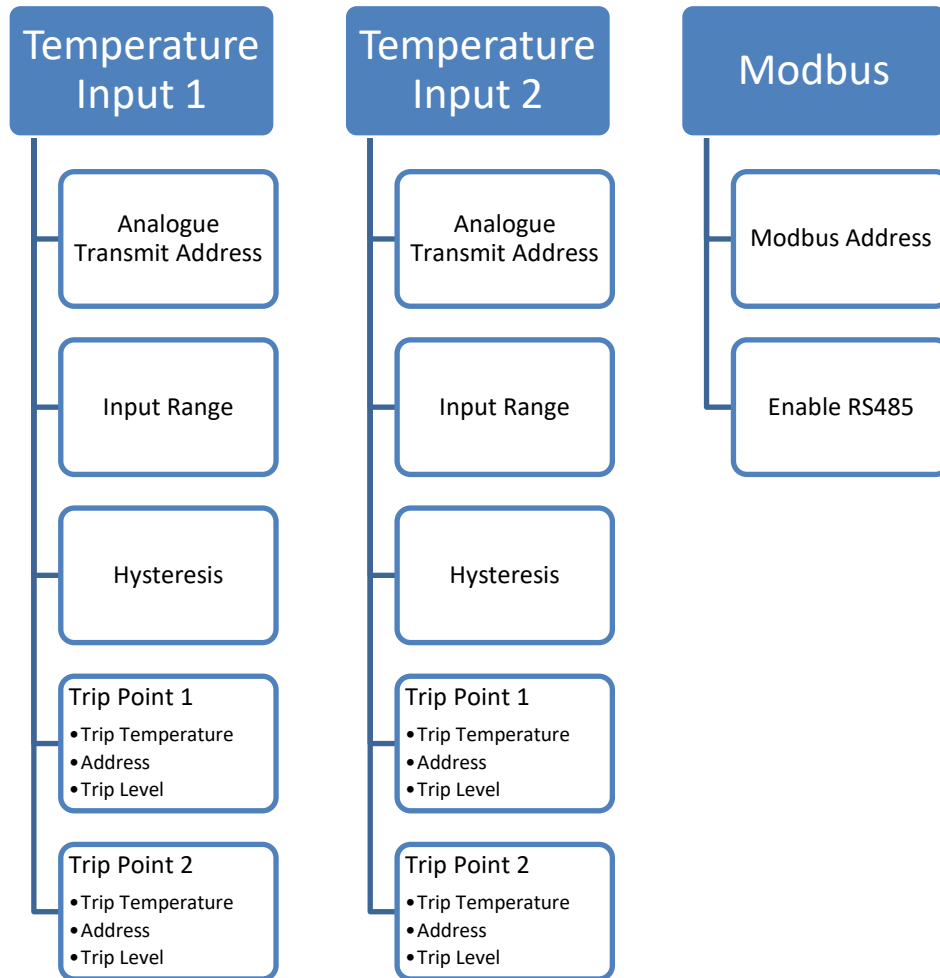 Temperature
Input 1
Analogue
Transmit Address
Input Range
Hysteresis
Trip Point 1
•Trip Temperature
•Address
•Trip Level
Trip Point 2
•Trip Temperature
•Address
•Trip Level
Temperature
Input 2
Analogue
Transmit Address
Input Range
Hysteresis
Trip Point 1
•Trip Temperature
•Address
•Trip Level
Trip Point 2
•Trip Temperature
•Address
•Trip Level
Modbus
Modbus Address
Enable RS485